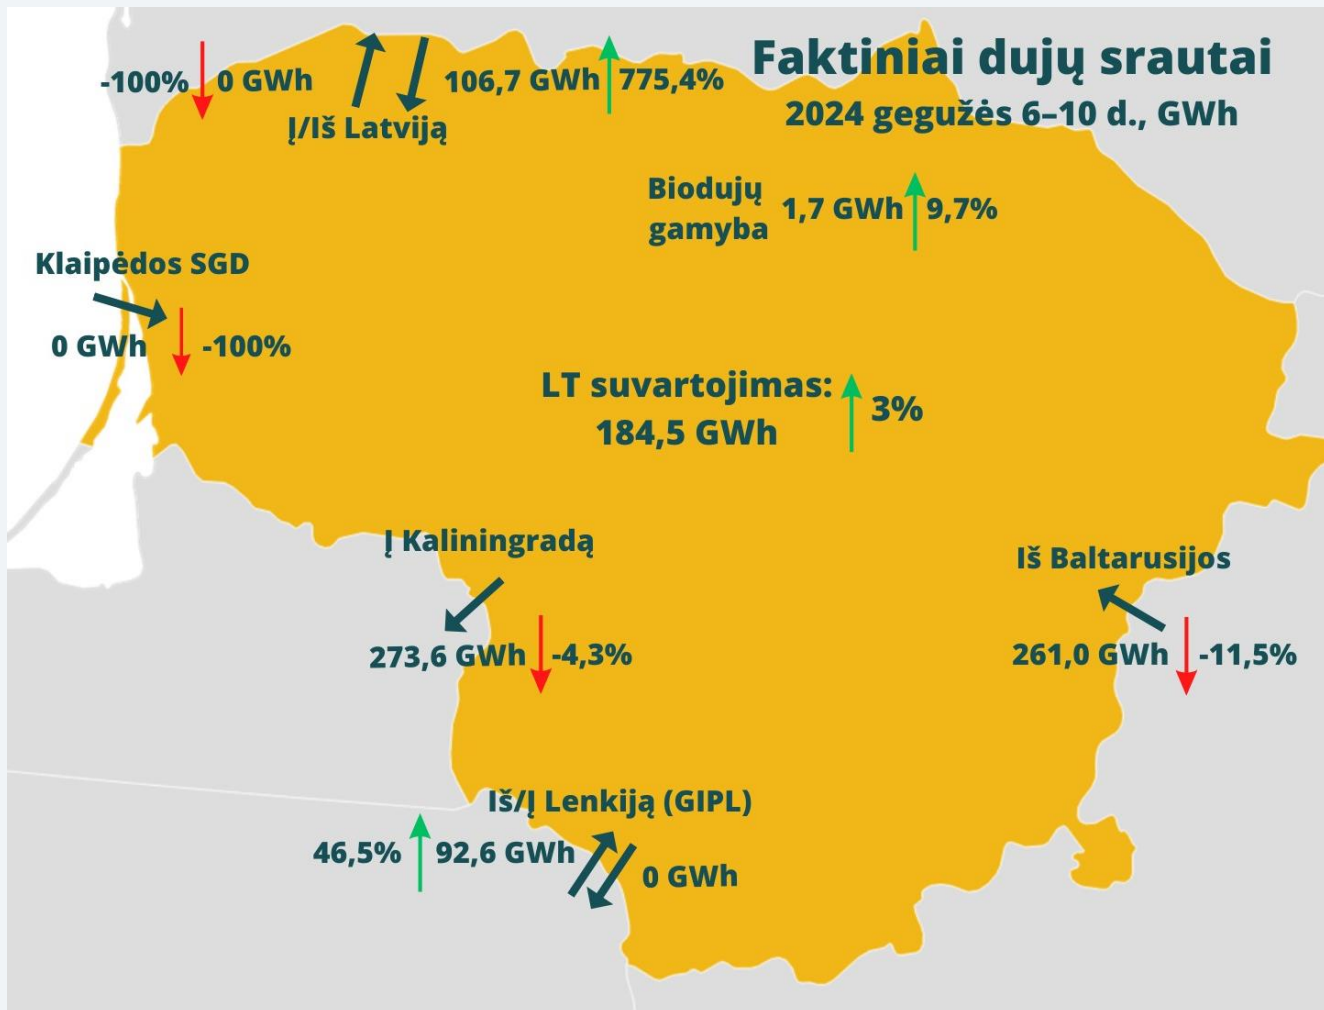 Faktiniai dujų srautai
2024 gegužės 6–10 d., GWh
-100% 0 GWh
Į/Iš Latviją
106,7 GWh 775,4%
Biodujų
gamyba
1,7 GWh 9,7%
Klaipėdos SGD
0 GWh -100%
LT suvartojimas:
184,5 GWh
3%
Į Kaliningradą
273,6 GWh -4,3%
Iš Baltarusijos
261,0 GWh -11,5%
Iš/Į Lenkiją (GIPL)
46,5% 92,6 GWh
0 GWh